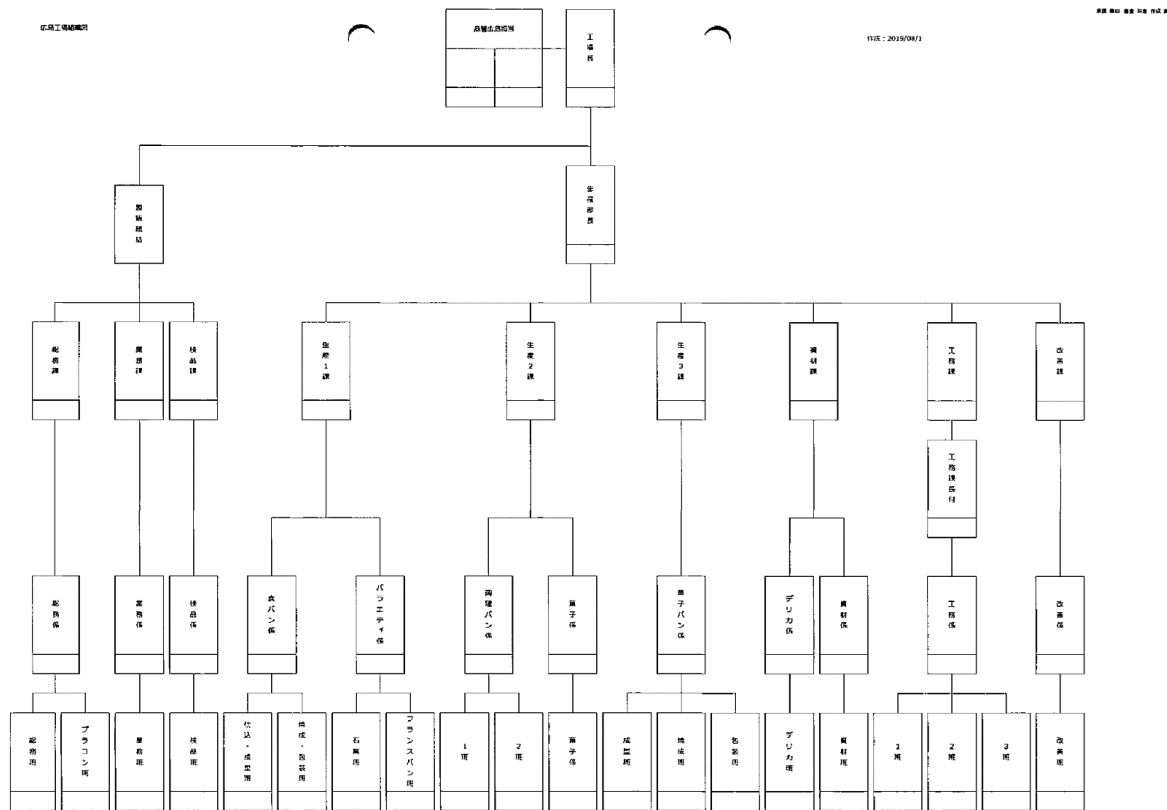 広島工場組織図
作成：2019/08/1
工場長
生産部長
総務課
業務課
検品課
生産1課
生産2課
生産3課
資材課
工務課
改善課
工務課長付
総務係
業務係
検品係
食パン係
バラエティ係
調理パン係
菓子係
菓子パン係
デリカ係
資材係
工務係
改善係
総務班
プラコン班
業務班
検品班
仕込・成型班
焼成・包装班
石窯班
フランスパン班
1班
2班
菓子係
成型班
焼成班
包装班
デリカ班
資材班
1班
2班
3班
改善班